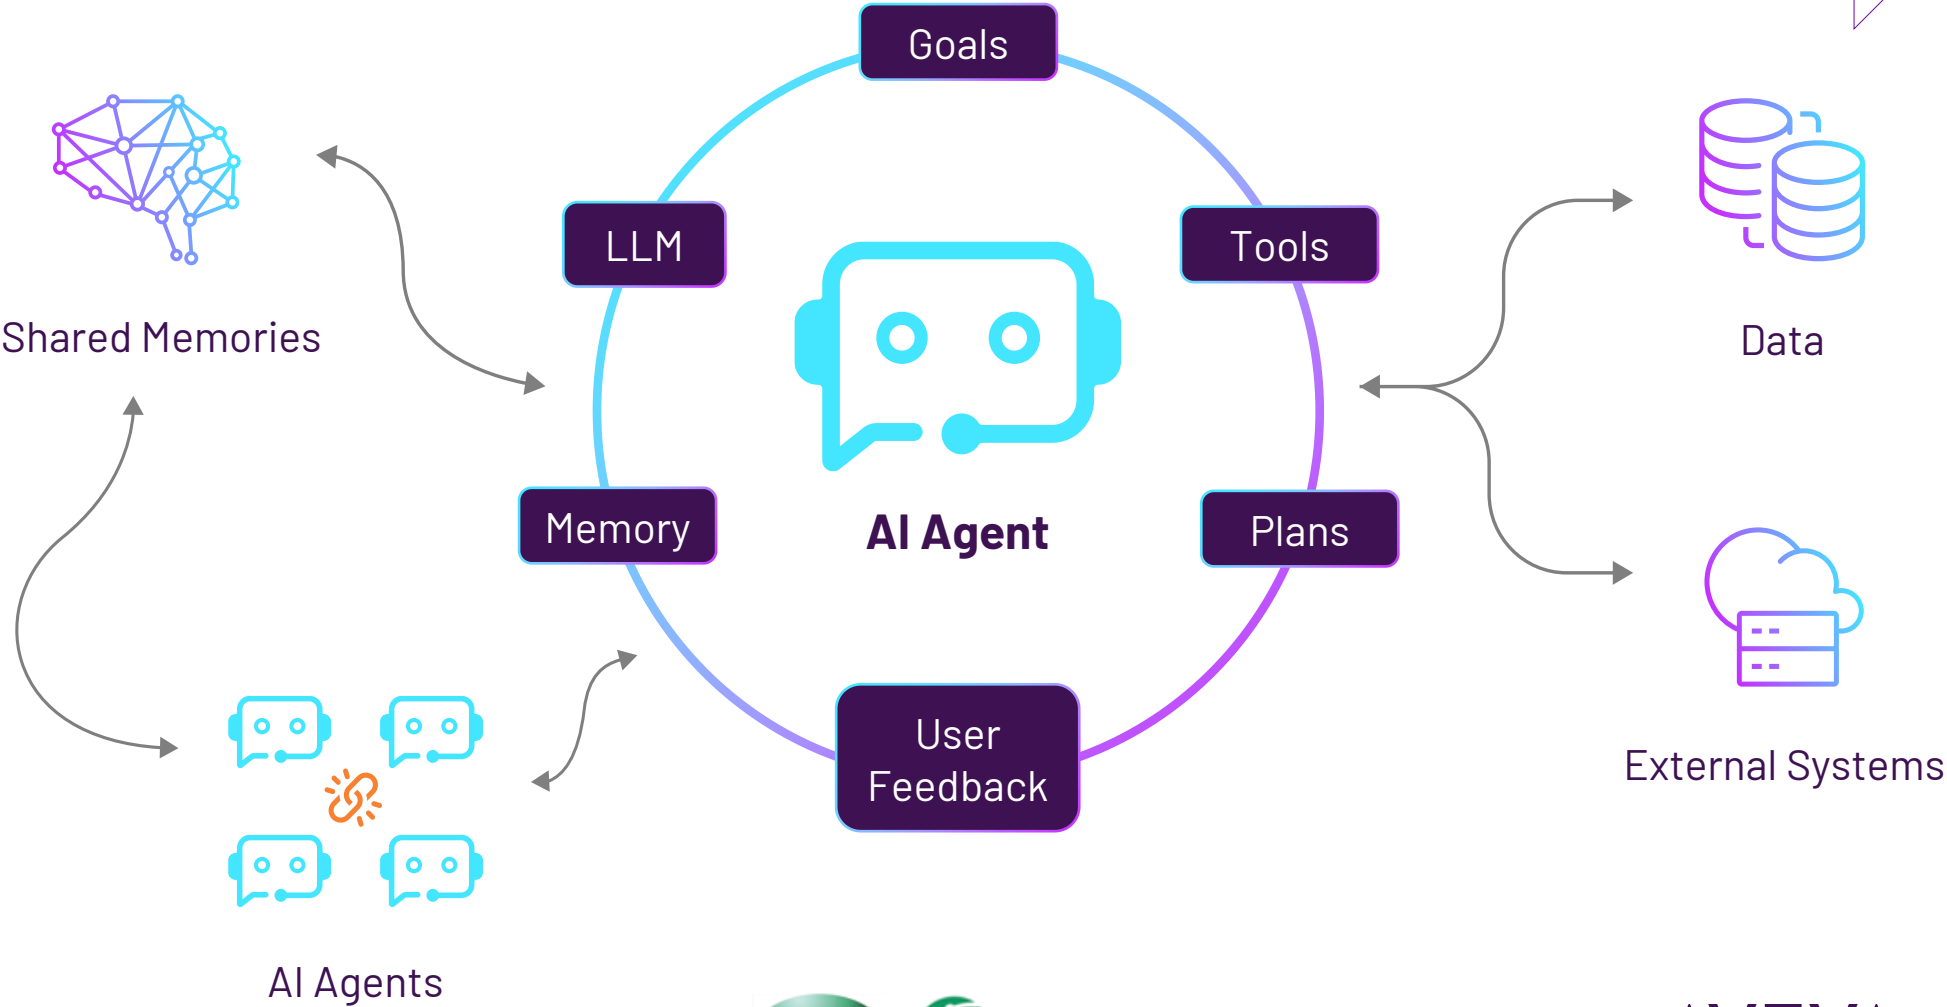 Goals
LLM
Tools
Shared Memories
Data
Memory
AI Agent
Plans
User
Feedback
External Systems
AI Agents